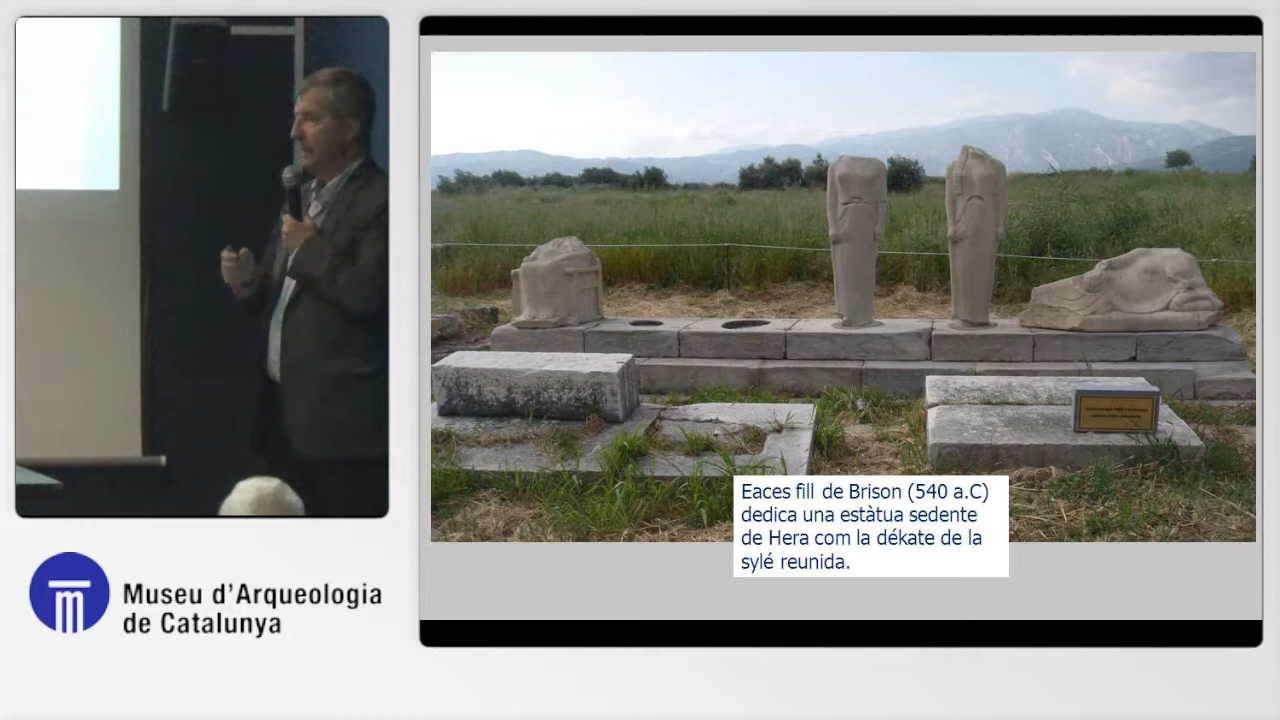 Museu d'Arqueologia
de Catalunya
Eaces fill de Brison (540 a.C)
dedica una estàtua sedente
de Hera com la dékate de la
sylé reunida.